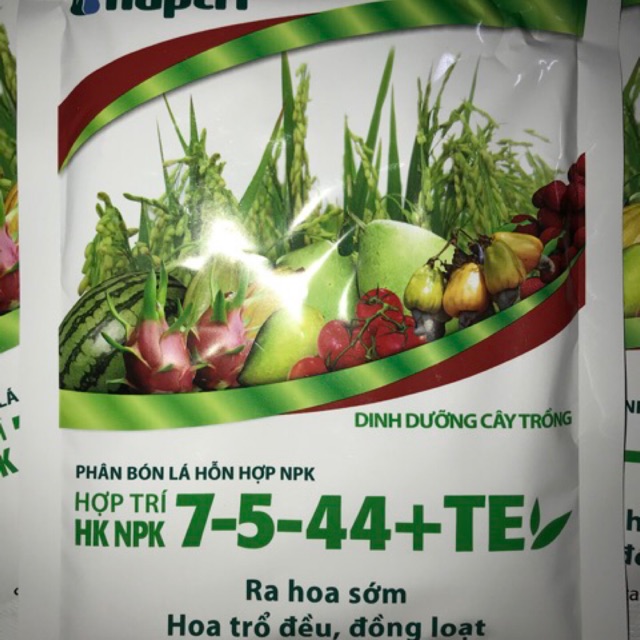 DINH DƯỠNG CÂY TRỒNG
PHÂN BÓN LÁ HỖN HỢP NPK
HỢP TRÍ
HK NPK 7-5-44+TE
Ra hoa sớm
Hoa trổ đều, đồng loạt